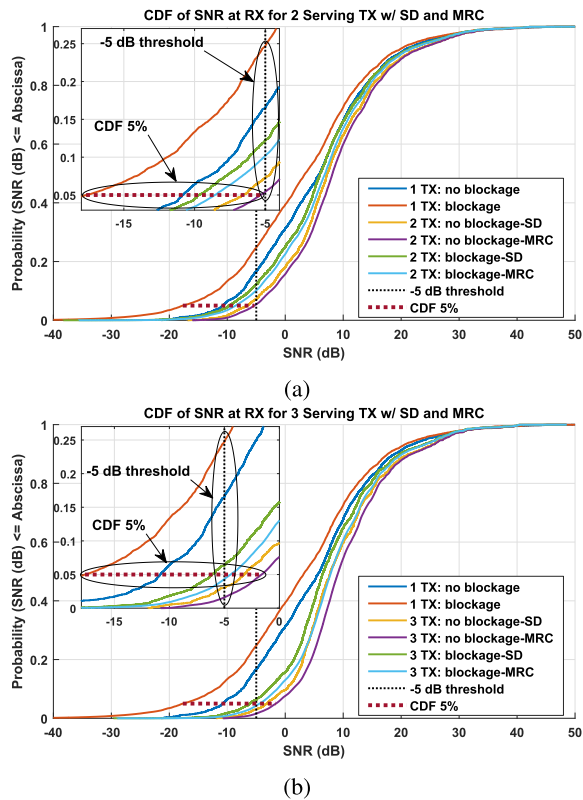 CDF of SNR at RX for 2 Serving TX w/ SD and MRC
Probability (SNR (dB) <= Abscissa)
1
0.8
0.6
0.4
0.2
0
0.25
0.2
0.15
0.1
0.05
-15
-10
-5
-5 dB threshold
CDF 5%
1 TX: no blockage
1 TX: blockage
2 TX: no blockage-SD
2 TX: no blockage-MRC
2 TX: blockage-SD
2 TX: blockage-MRC
-5 dB threshold
CDF 5%
-40 -30 -20 -10 0 10 20 30 40 50
SNR (dB)
(a)
CDF of SNR at RX for 3 Serving TX w/ SD and MRC
Probability (SNR (dB) <= Abscissa)
1
0.8
0.6
0.4
0.2
0
0.25
0.2
0.15
0.1
0.05
0
-15
-10
-5
0
-5 dB threshold
CDF 5%
1 TX: no blockage
1 TX: blockage
3 TX: no blockage-SD
3 TX: no blockage-MRC
3 TX: blockage-SD
3 TX: blockage-MRC
-5 dB threshold
CDF 5%
-40 -30 -20 -10 0 10 20 30 40 50
SNR (dB)
(b)